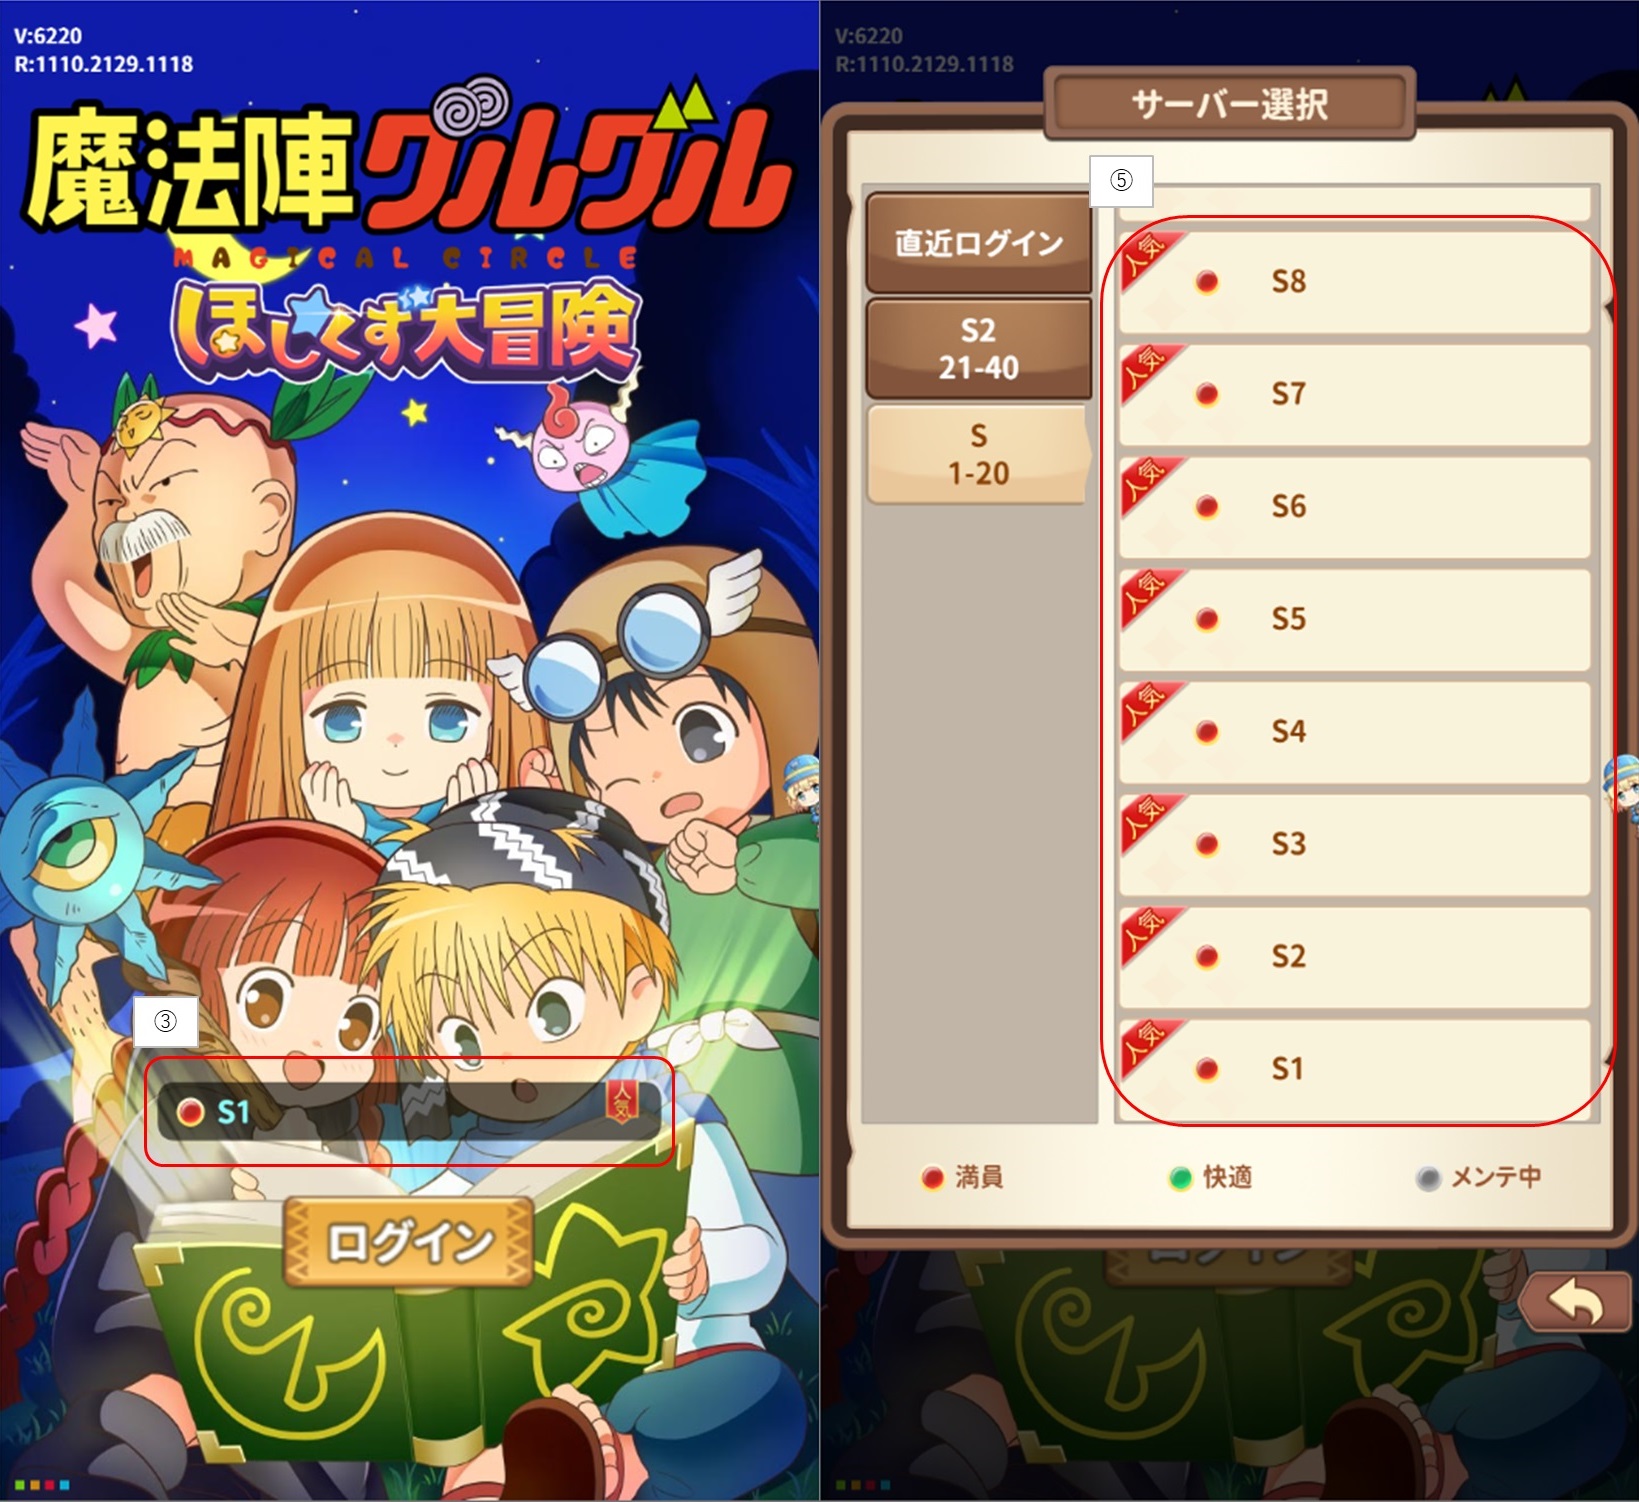 V:6220
R:1110.2129.1118
魔法陣グルグル
MAGICAL CIRCLE
ほしくず大冒険
③
S1
人気
ログイン
V:6220
R:1110.2129.1118
サーバー選択
⑤
直近ログイン
S2
21-40
S
1-20
人気
S8
人気
S7
人気
S6
人気
S5
人気
S4
人気
S3
人気
S2
人気
S1
満員
快適
メンテ中
ログイン